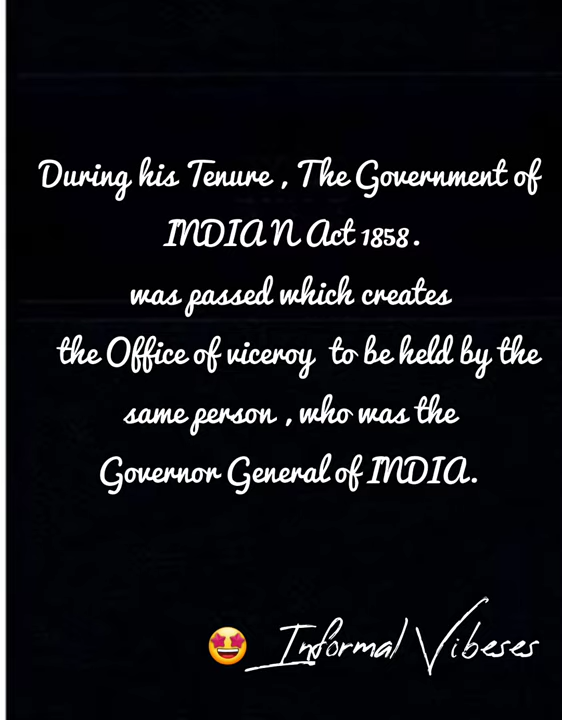 During his Tenure , The Government of
INDIA N Act 1858 .
was passed which creates
the Office of viceroy to be held by the
same person , who was the
Governor General of INDIA.
🤩 Informal Vibeses